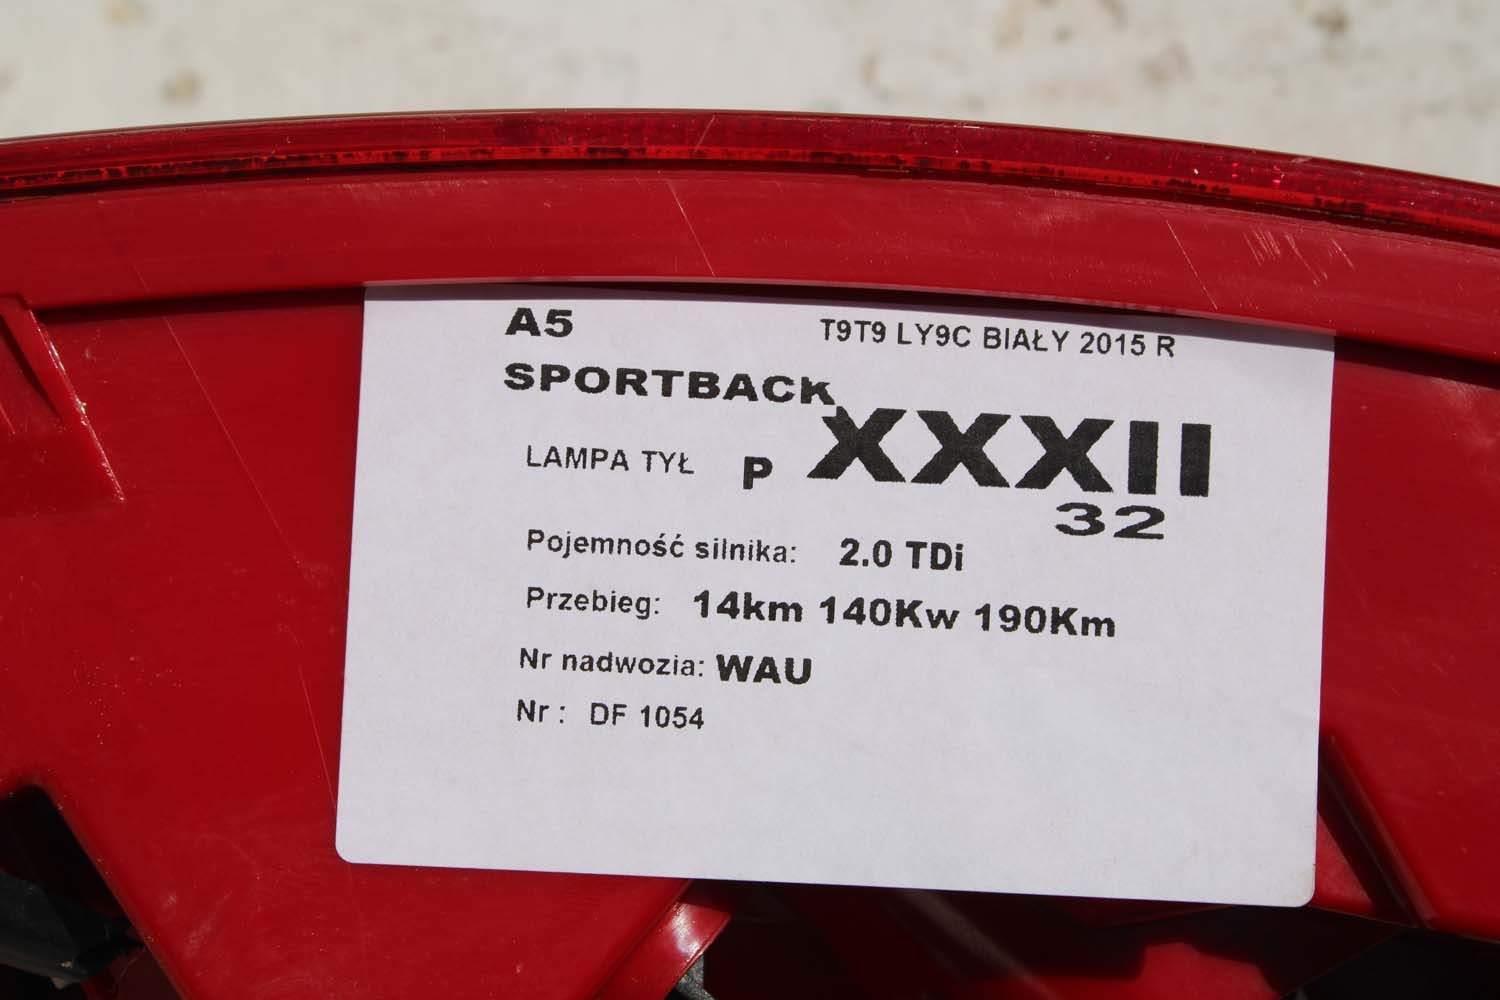 A5
T9T9 LY9C BIAŁY 2015 R
SPORTBACK
LAMPA TYŁ P XXXII
32
Pojemność silnika: 2.0 TDi
Przebieg: 14km 140Kw 190Km
Nr nadwozia: WAU
Nr : DF 1054